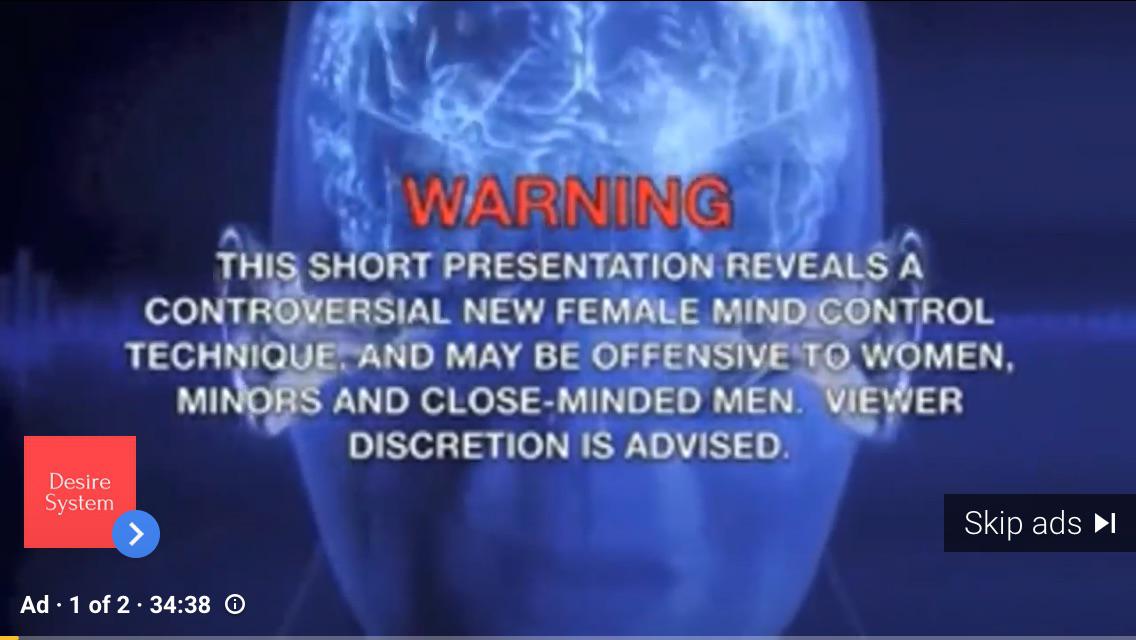 WARNING
THIS SHORT PRESENTATION REVEALS A
CONTROVERSIAL NEW FEMALE MIND CONTROL
TECHNIQUE, AND MAY BE OFFENSIVE TO WOMEN,
MINORS AND CLOSE-MINDED MEN.  VIEWER
DISCRETION IS ADVISED.
Desire
System
Skip ads
Ad · 1 of 2 · 34:38